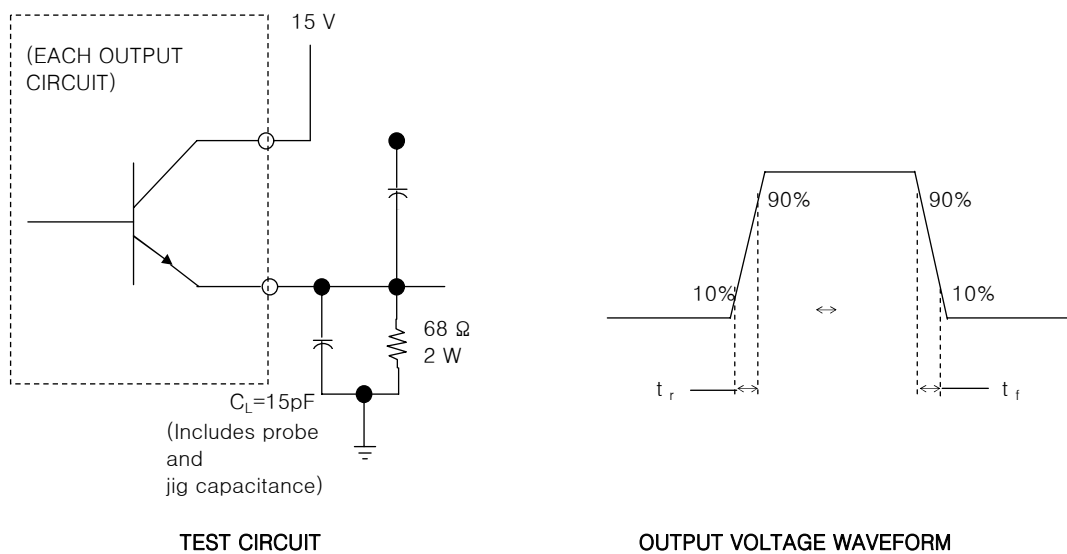 15 V
(EACH OUTPUT
CIRCUIT)
68 Ω
2 W
C_L=15pF
(Includes probe
and
jig capacitance)
TEST CIRCUIT
90%
90%
10%
10%
t r
t f
OUTPUT VOLTAGE WAVEFORM